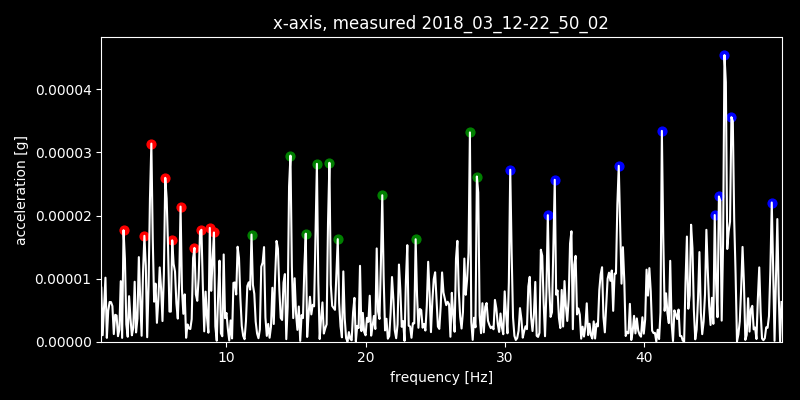 x-axis, measured 2018_03_12-22_50_02
acceleration [g]
0.00004
0.00003
0.00002
0.00001
0.00000
10 20 30 40
frequency [Hz]